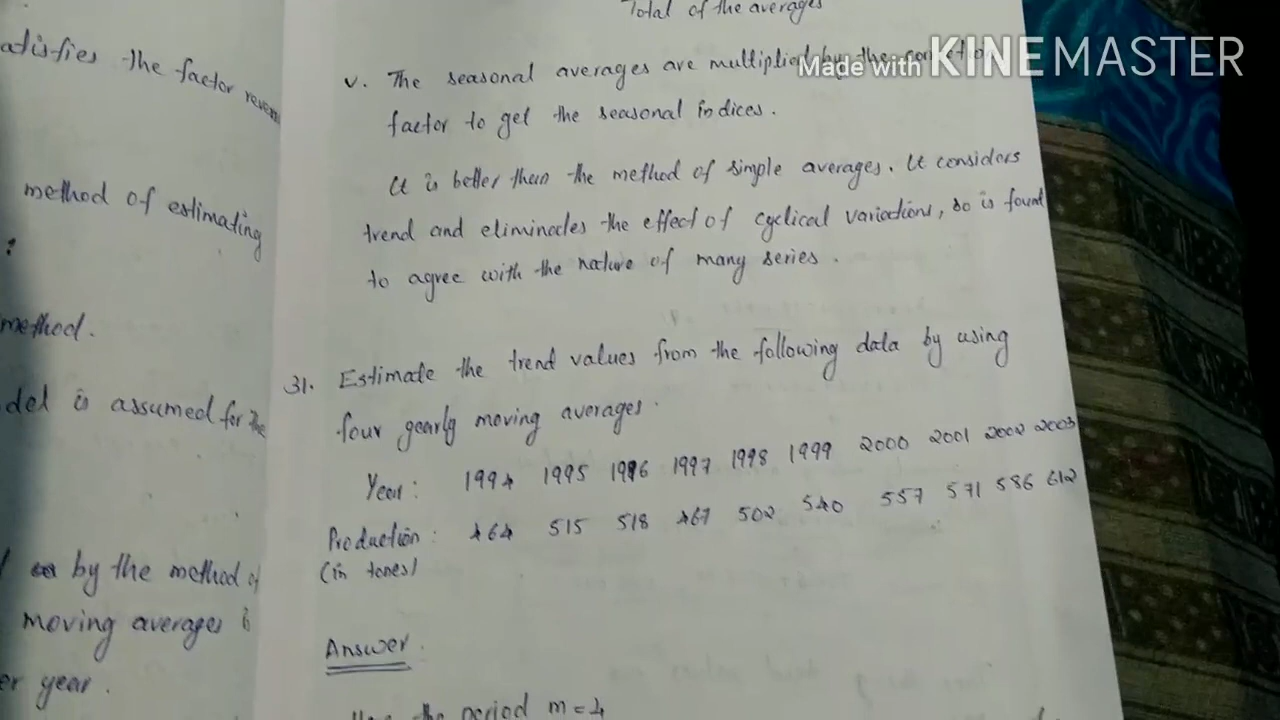 atisfies the factor rever
method of estimating
?
method.
del is assumed for the
by the method of
moving averages is
er year.
Total of the averages
v. The seasonal averages are multiplied by the
factor to get the seasonal indices.
It is better than the method of simple averages. It considers
trend and eliminates the effect of cyclical variations, so is found
to agree with the nature of many series.
31. Estimate the trend values from the following data by using
four yearly moving averages.
Year: 1994 1995 1996 1997 1998 1999 2000 2001 2002 2003
Production: 464 515 518 467 502 540 557 571 586 612
(in tones)
Answer.
the period m = 4
Made with KINEMASTER